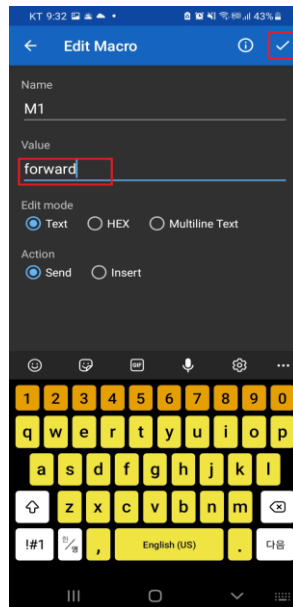 KT 9:32 43%
Edit Macro
Name
M1
Value
forward
Edit mode
Text HEX Multiline Text
Action
Send Insert
GIF
1 2 3 4 5 6 7 8 9 0
q w e r t y u i o p
a s d f g h j k l
z x c v b n m
!#1 한/영 , English (US) . 다음